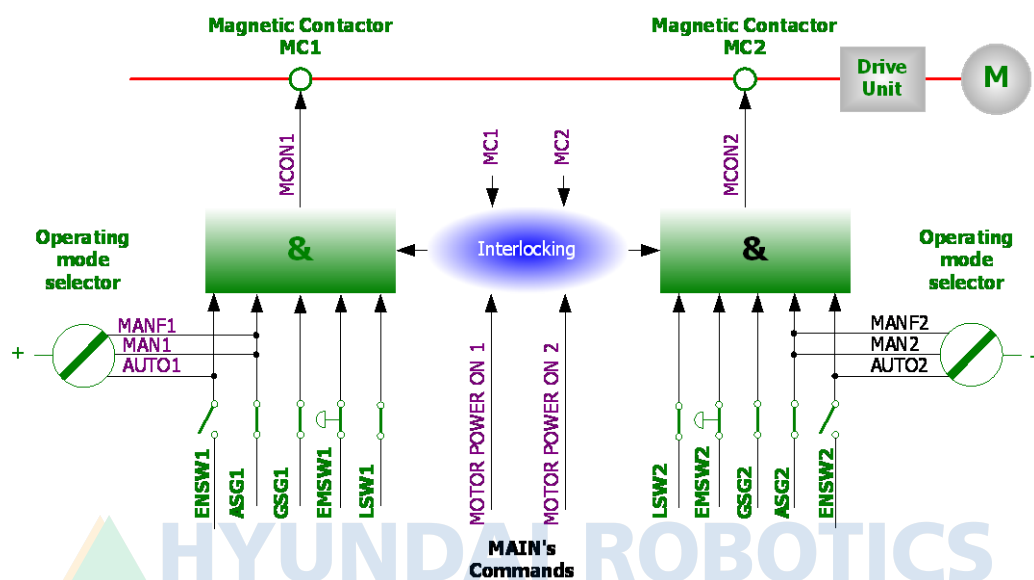 Magnetic Contactor
MC1
Magnetic Contactor
MC2
Drive
Unit
M
MCON1
MC1
MC2
MCON2
Operating
mode
selector
&
Interlocking
&
Operating
mode
selector
+
MANF1
MAN1
AUTO1
MANF2
MAN2
AUTO2
-
ENSW1
ASG1
GSG1
EMSW1
LSW1
MOTOR POWER ON 1
MOTOR POWER ON 2
LSW2
EMSW2
GSG2
ASG2
ENSW2
MAIN's
Commands
HYUNDAI ROBOTICS